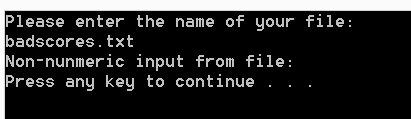 Please enter the name of your file:
badscores.txt
Non-nunmeric input from file:
Press any key to continue . . .